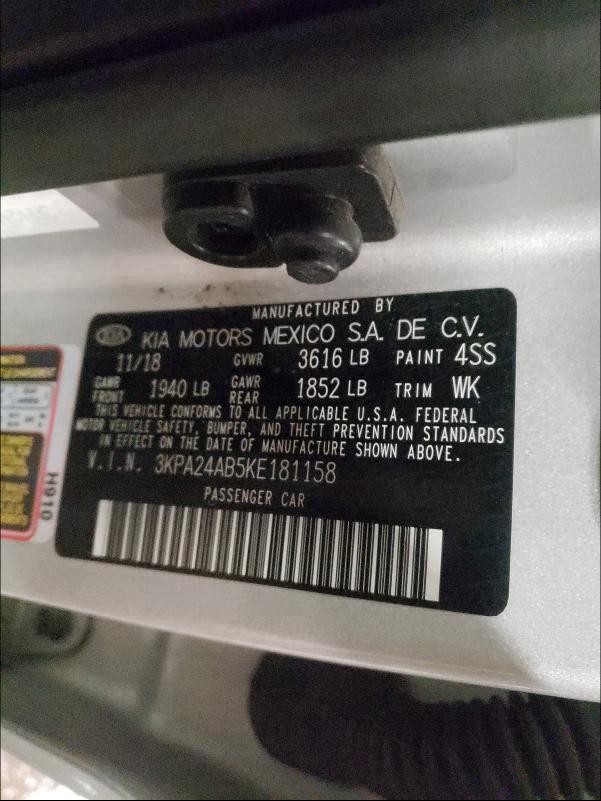 MANUFACTURED BY
KIA KIA MOTORS MEXICO S.A. DE C.V.
11/18 GVWR 3616 LB PAINT 4SS
GAWR FRONT 1940 LB GAWR REAR 1852 LB TRIM WK
THIS VEHICLE CONFORMS TO ALL APPLICABLE U.S.A. FEDERAL
MOTOR VEHICLE SAFETY, BUMPER, AND THEFT PREVENTION STANDARDS
IN EFFECT ON THE DATE OF MANUFACTURE SHOWN ABOVE.
V.I.N. 3KPA24AB5KE181158
PASSENGER CAR
H910